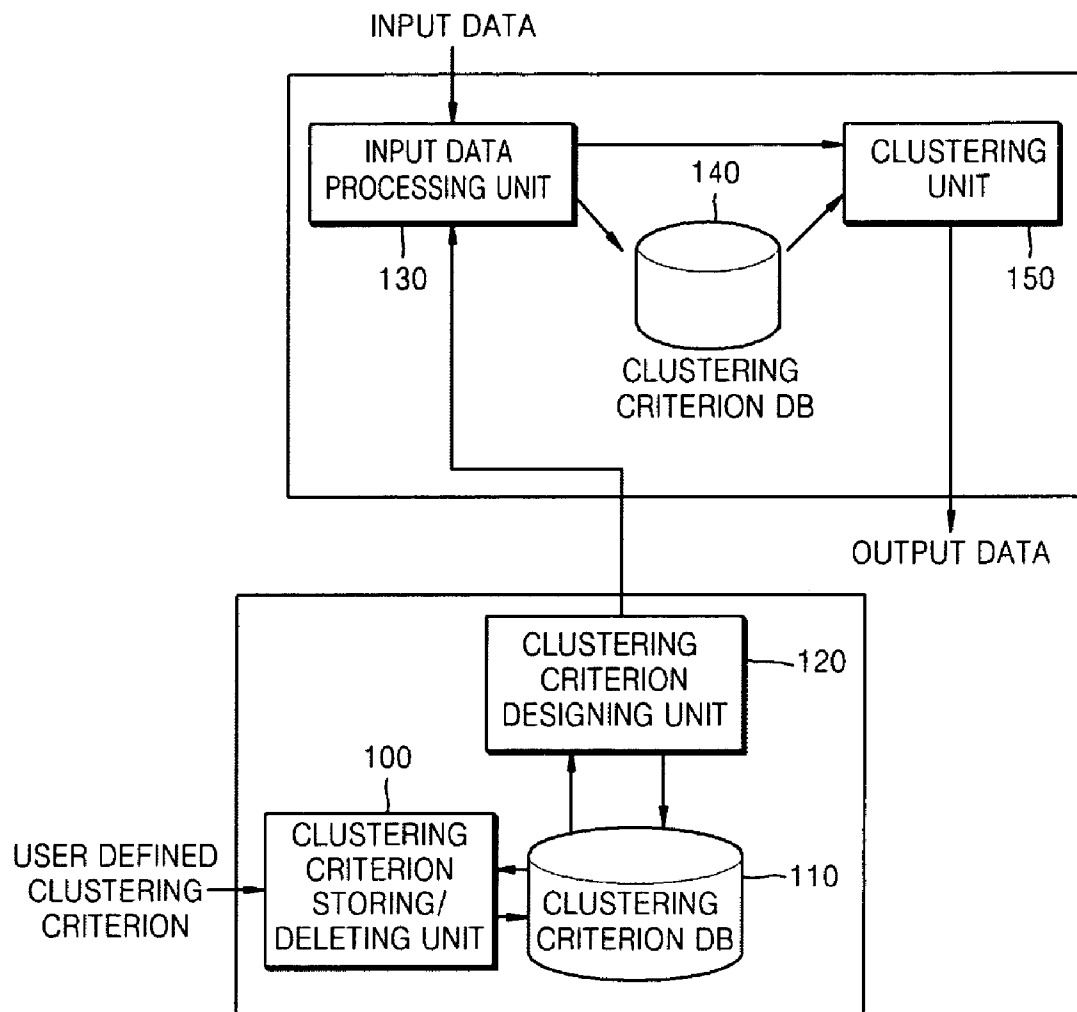 INPUT DATA
INPUT DATA
PROCESSING UNIT
130
140
CLUSTERING
CRITERION DB
CLUSTERING
UNIT
150
OUTPUT DATA
CLUSTERING
CRITERION
DESIGNING UNIT
120
100
USER DEFINED
CLUSTERING
CRITERION
CLUSTERING
CRITERION
STORING/
DELETING UNIT
CLUSTERING
CRITERION DB
110